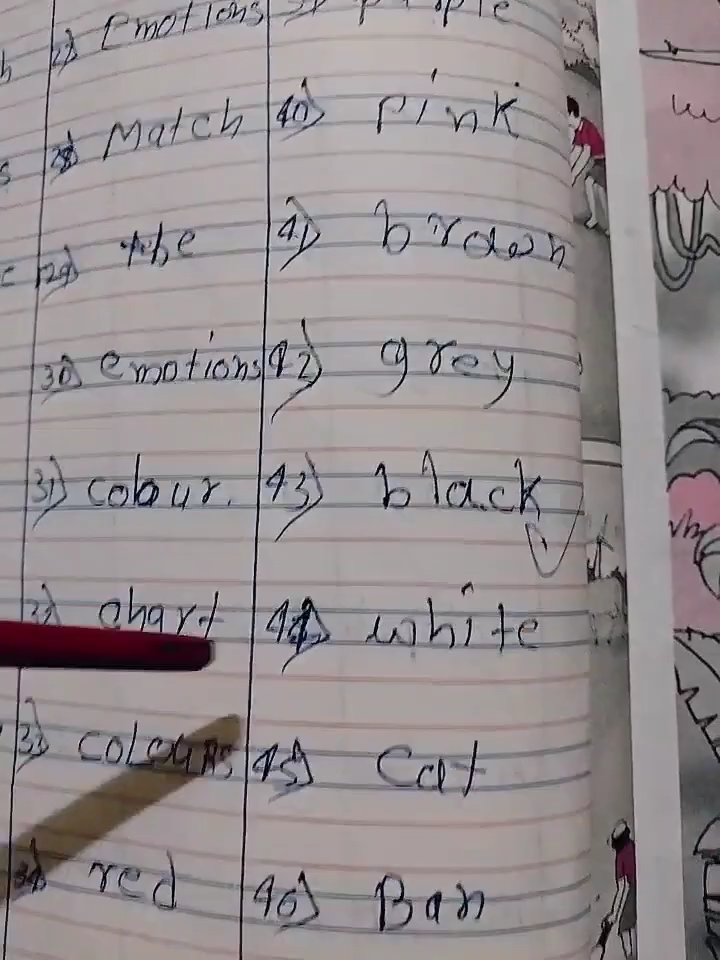 27) Emotions
28) Match
29) the
30) emotions
31) colour.
32) chart
33) colours
34) red
40) Pink
41) brown
42) grey
43) black
44) white
45) Cat
46) Ban